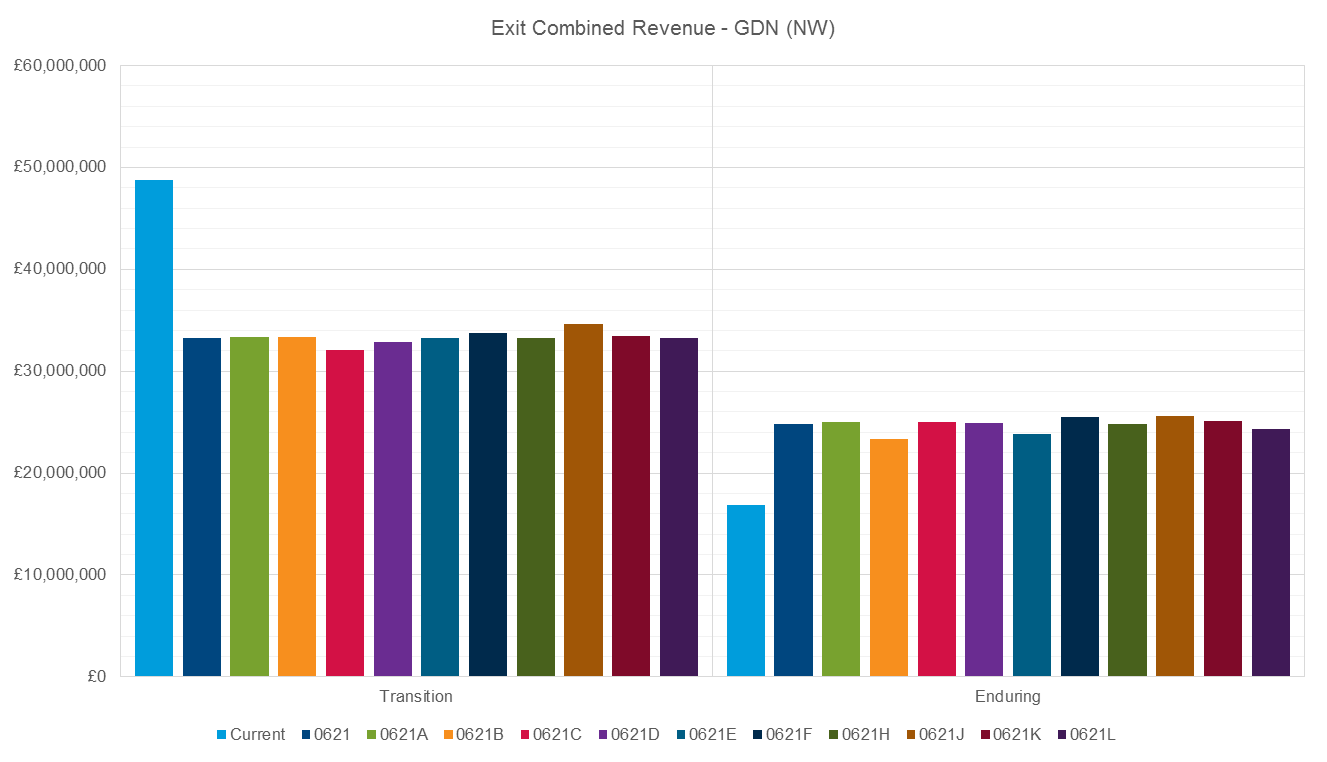 Exit Combined Revenue - GDN (NW)
£60,000,000
£50,000,000
£40,000,000
£30,000,000
£20,000,000
£10,000,000
£0
Transition Enduring
Current 0621 0621A 0621B 0621C 0621D 0621E 0621F 0621H 0621J 0621K 0621L